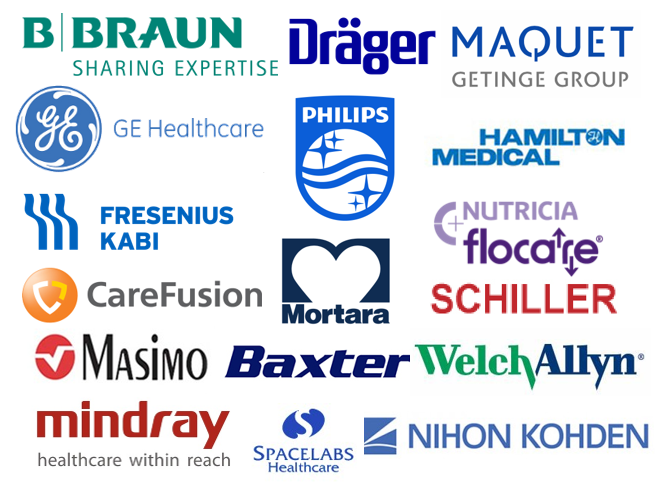 B|BRAUN
SHARING EXPERTISE
Dräger
MAQUET
GETINGE GROUP
GE
GE Healthcare
PHILIPS
HAMILTON
MEDICAL
FRESENIUS
KABI
NUTRICIA
flocare®
CareFusion
Mortara
SCHILLER
MASIMO
Baxter
WelchAllyn®
mindray
healthcare within reach
SPACELABS
Healthcare
NIHON KOHDEN